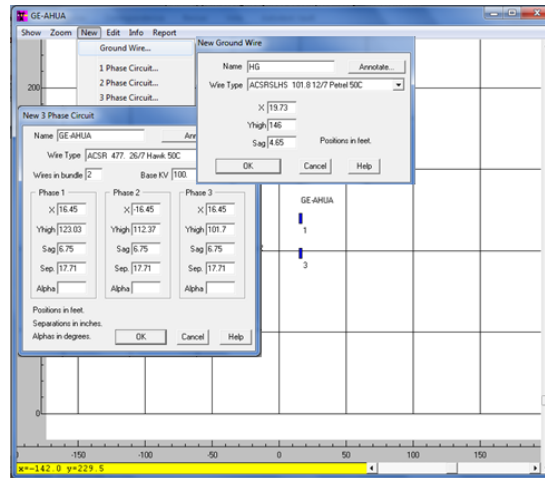 GE-AHUA
Show Zoom New Edit Info Report
Ground Wire...
1 Phase Circuit...
2 Phase Circuit...
3 Phase Circuit...
200
New Ground Wire
Name HG Annotate...
Wire Type ACSRSLHS 101.8 12/7 Petrel 50C
X 19.73
Yhigh 146
Sag 4.65 Positions in feet.
OK Cancel Help
New 3 Phase Circuit
Name GE-AHUA
Wire Type ACSR 477. 26/7 Hawk 50C
Wires in bundle 2 Base KV 100.
Phase 1 Phase 2 Phase 3
X 16.45 X -16.45 X 16.45
Yhigh 123.03 Yhigh 112.37 Yhigh 101.7
Sag 6.75 Sag 6.75 Sag 6.75
Sep. 17.71 Sep. 17.71 Sep. 17.71
Alpha Alpha Alpha
Positions in feet.
Separations in inches.
Alphas in degrees. OK Cancel Help
GE-AHUA
1
3
0
-150 -100 -50 0 50 100 150
x=-142.0 y=229.5